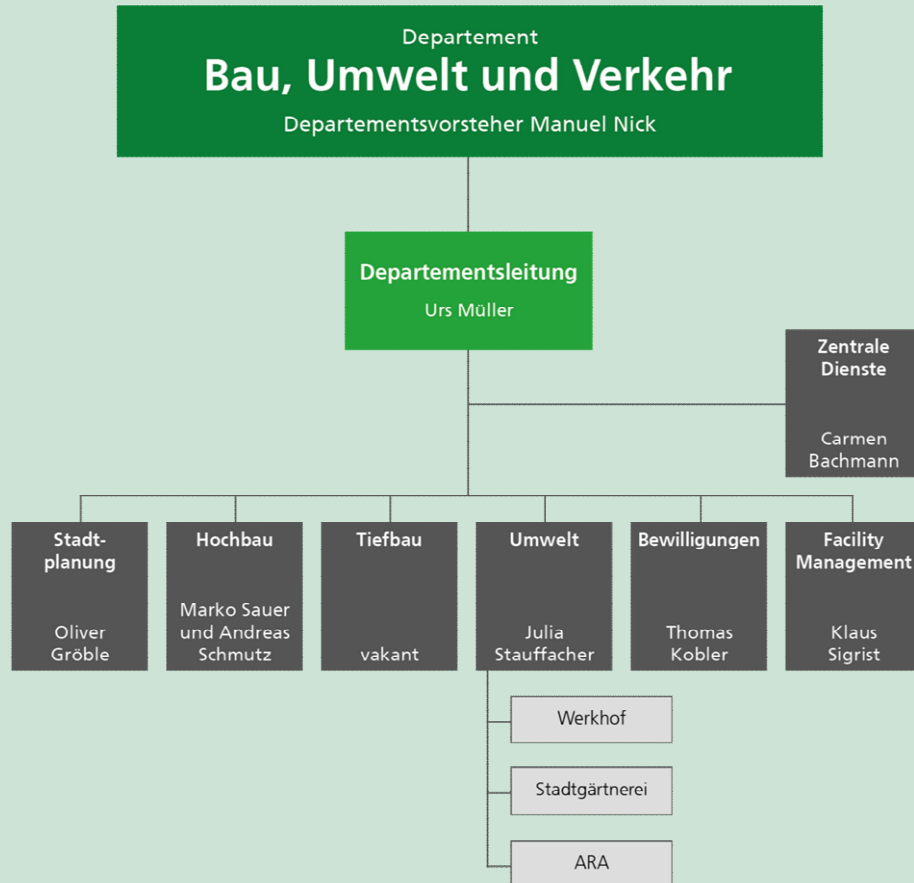 Departement
Bau, Umwelt und Verkehr
Departementsvorsteher Manuel Nick
Departementsleitung
Urs Müller
Zentrale
Dienste
Carmen
Bachmann
Stadt-
planung
Oliver
Gröble
Hochbau
Marko Sauer
und Andreas
Schmutz
Tiefbau
vakant
Umwelt
Julia
Stauffacher
Bewilligungen
Thomas
Kobler
Facility
Management
Klaus
Sigrist
Werkhof
Stadtgärtnerei
ARA